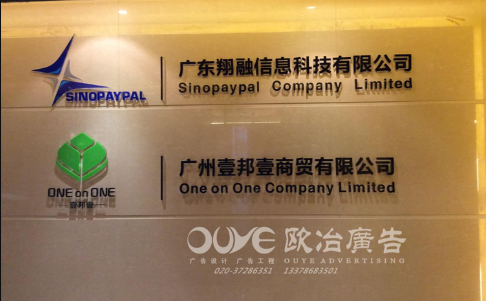 SINOPAYPAL
广东翔融信息科技有限公司
Sinopaypal Company Limited
ONE on ONE
壹邦壹
广州壹邦壹商贸有限公司
One on One Company Limited
OUYE 欧冶廣告
广告设计 广告工程 OUYE ADVERTISING
020-37286351 13378683501